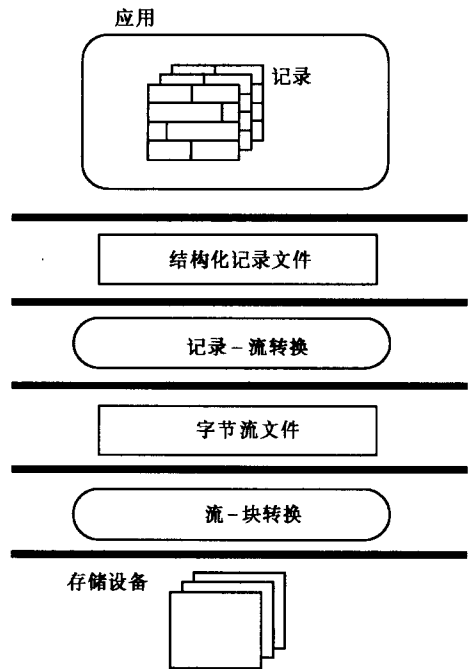 应用
记录
结构化记录文件
记录-流转换
字节流文件
流-块转换
存储设备